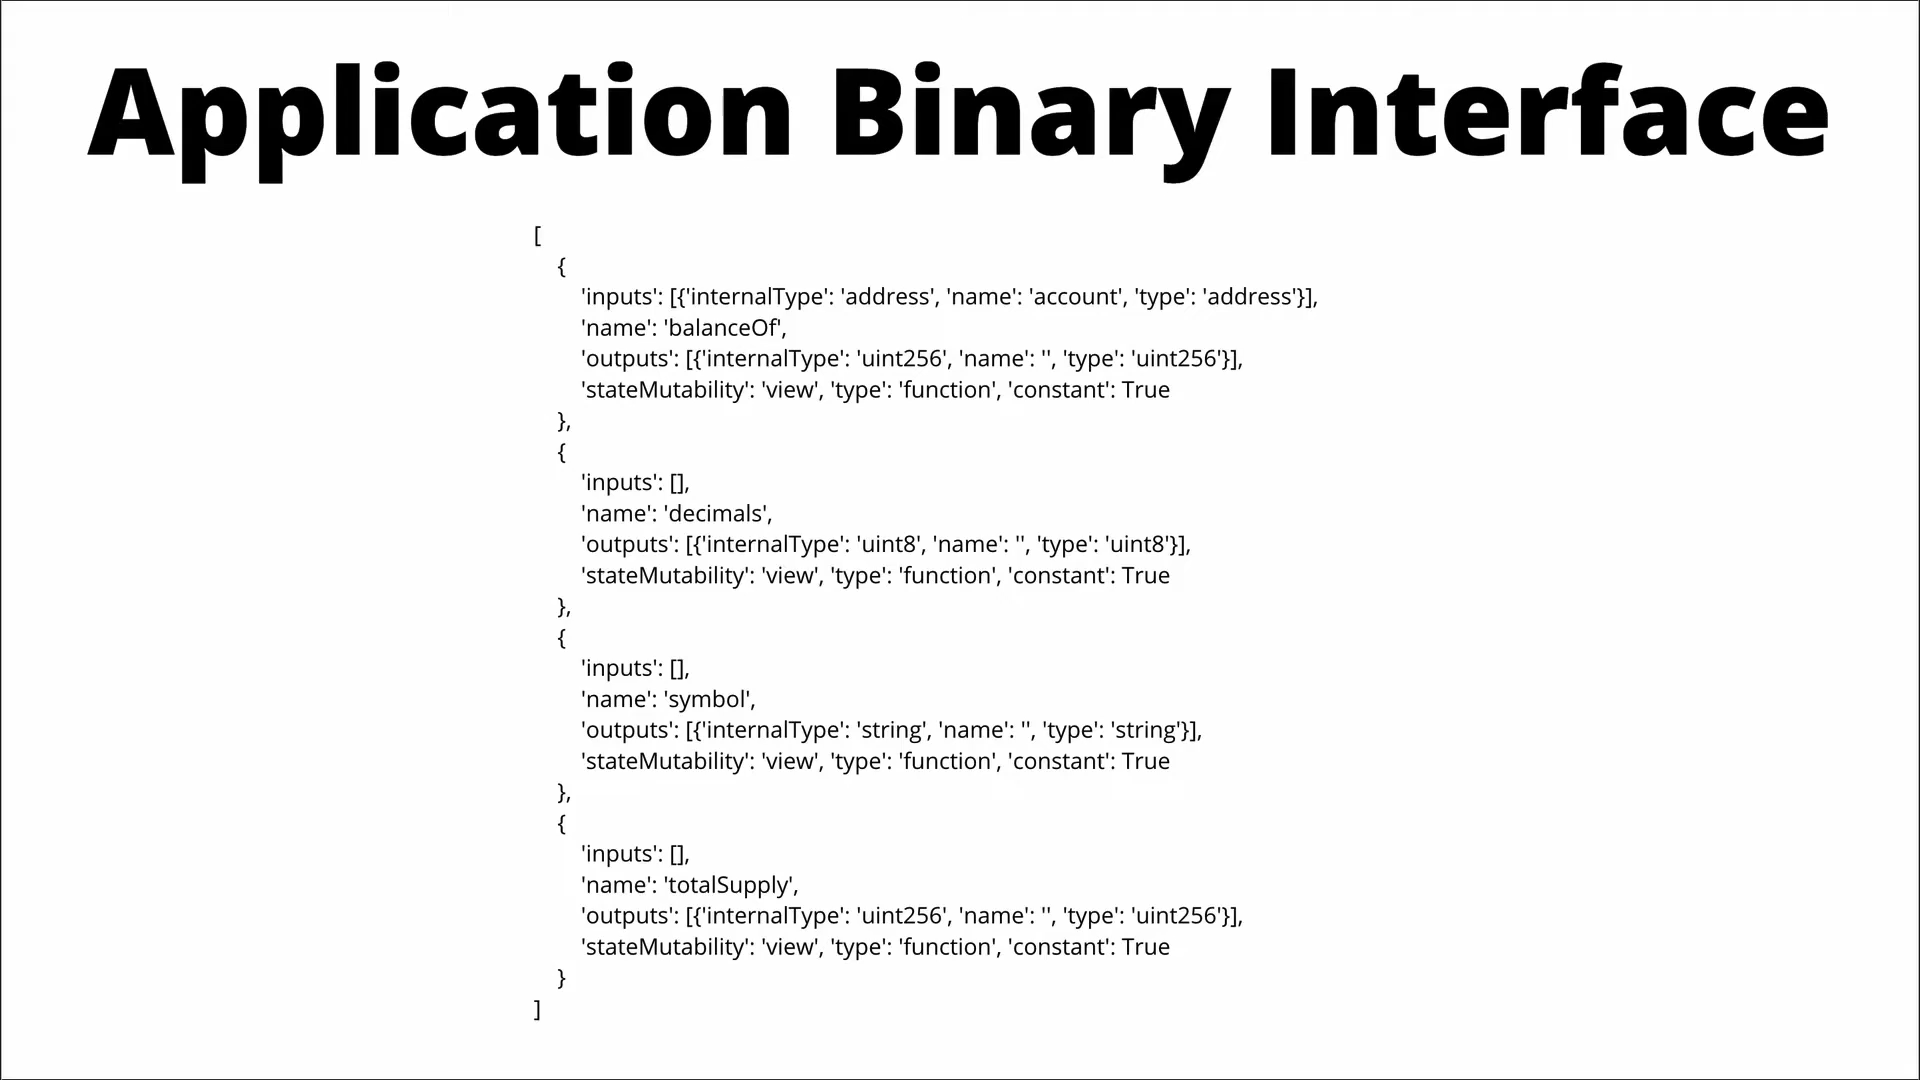 Application Binary Interface
[
{
'inputs': [{'internalType': 'address', 'name': 'account', 'type': 'address'}],
'name': 'balanceOf',
'outputs': [{'internalType': 'uint256', 'name': '', 'type': 'uint256'}],
'stateMutability': 'view', 'type': 'function', 'constant': True
},
{
'inputs': [],
'name': 'decimals',
'outputs': [{'internalType': 'uint8', 'name': '', 'type': 'uint8'}],
'stateMutability': 'view', 'type': 'function', 'constant': True
},
{
'inputs': [],
'name': 'symbol',
'outputs': [{'internalType': 'string', 'name': '', 'type': 'string'}],
'stateMutability': 'view', 'type': 'function', 'constant': True
},
{
'inputs': [],
'name': 'totalSupply',
'outputs': [{'internalType': 'uint256', 'name': '', 'type': 'uint256'}],
'stateMutability': 'view', 'type': 'function', 'constant': True
}
]